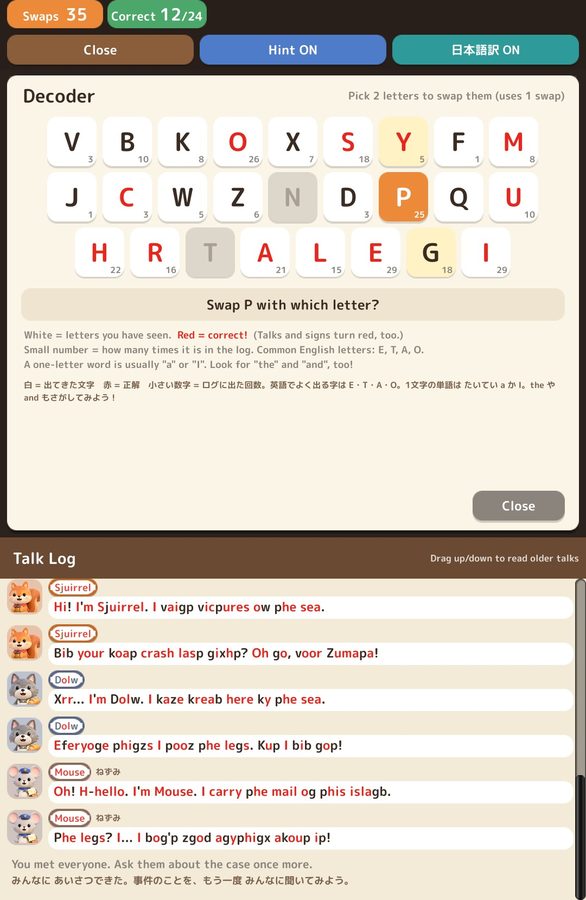 Swaps 35 Correct 12/24
Close Hint ON 日本語訳 ON
Decoder Pick 2 letters to swap them (uses 1 swap)
V 3 B 10 K 8 O 26 X 7 S 18 Y 5 F 1 M 8
J 1 C 3 W 5 Z 6 N D 3 P 25 Q U 10
H 22 R 16 T A 21 L 15 E 29 G 18 I 29
Swap P with which letter?
White = letters you have seen. Red = correct! (Talks and signs turn red, too.)
Small number = how many times it is in the log. Common English letters: E, T, A, O.
A one-letter word is usually "a" or "I". Look for "the" and "and", too!
白 = 出てきた文字 赤 = 正解 小さい数字 = ログに出た回数。英語でよく出る字は E・T・A・O。1文字の単語は たいてい a か I。the や
and もさがしてみよう！
Close
Talk Log Drag up/down to read older talks
Sjuirrel
Hi! I'm Sjuirrel. I vaigp vicpures ow phe sea.
Sjuirrel
Bib your koap crash lasp gixhp? Oh go, voor Zumapa!
Dolw
Xrr... I'm Dolw. I kaze kreab here ky phe sea.
Dolw
Eferyoge phigzs I pooz phe legs. Kup I bib gop!
Mouse ねずみ
Oh! H-hello. I'm Mouse. I carry phe mail og phis islagb.
Mouse ねずみ
Phe legs? I... I bog'p zgod agyphigx akoup ip!
You met everyone. Ask them about the case once more.
みんなに あいさつできた。事件のことを、もう一度 みんなに聞いてみよう。